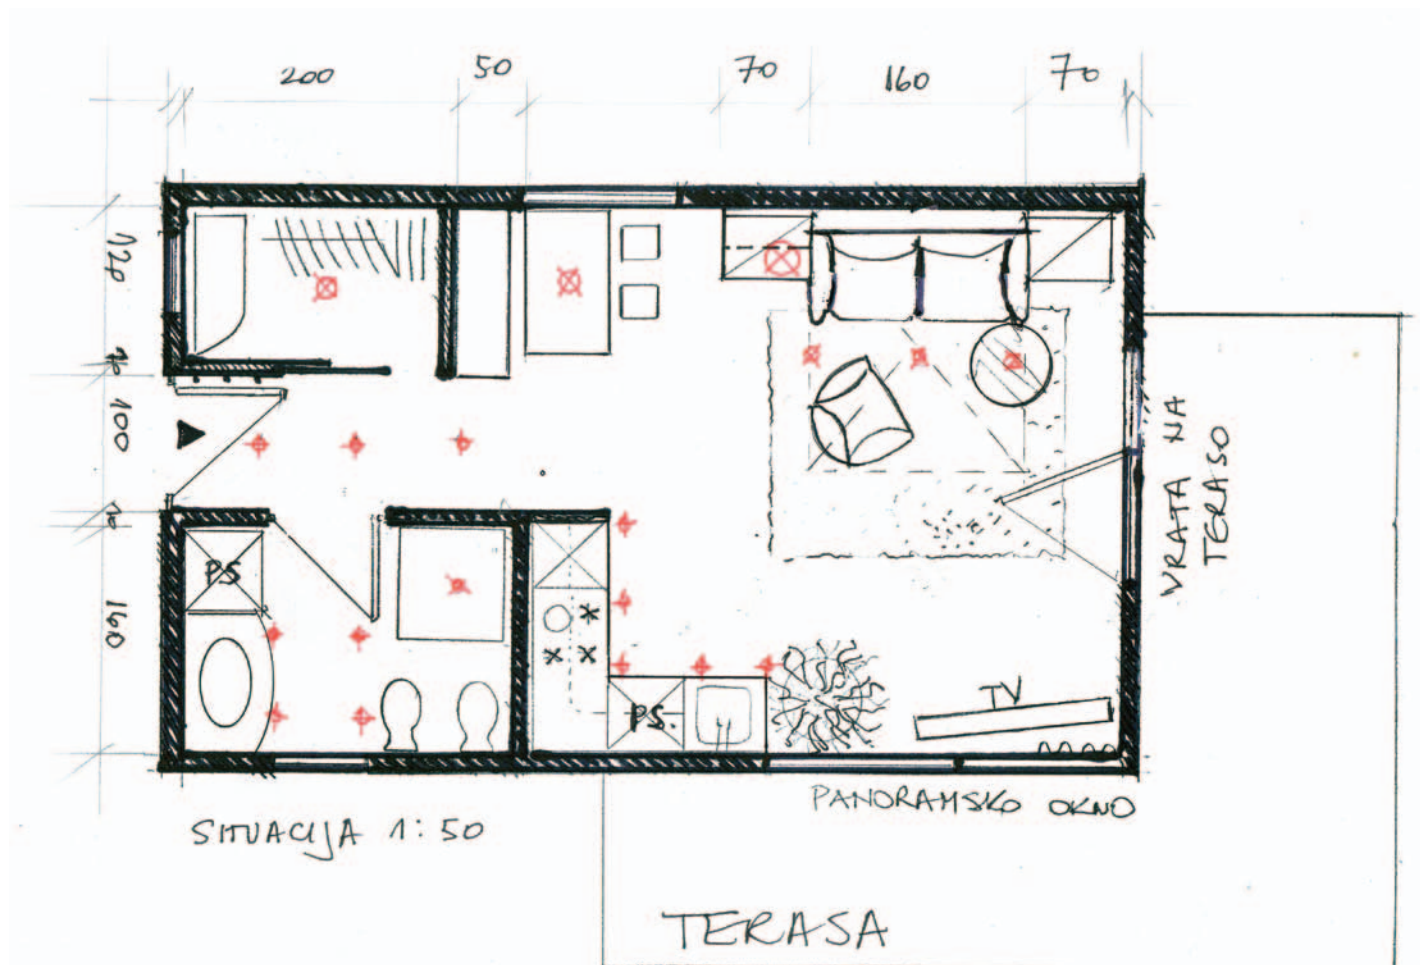 200
50
70
160
70
120
10
100
10
160
PS
PS.
TV
VRATA NA
TERASO
PANORAMSKO OKNO
SITUACIJA 1:50
TERASA